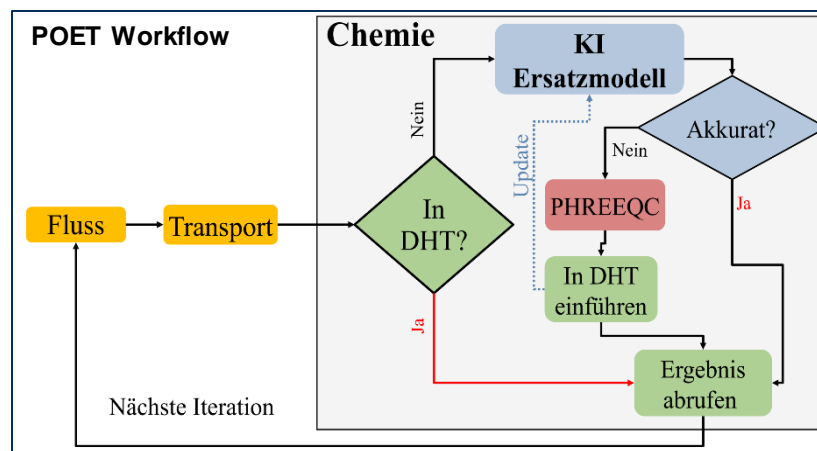 POET Workflow
Chemie
KI
Ersatzmodell
Nein
Update
Akkurat?
Nein
Ja
PHREEQC
Fluss
Transport
In
DHT?
In DHT
einführen
Ja
Ergebnis
abrufen
Nächste Iteration